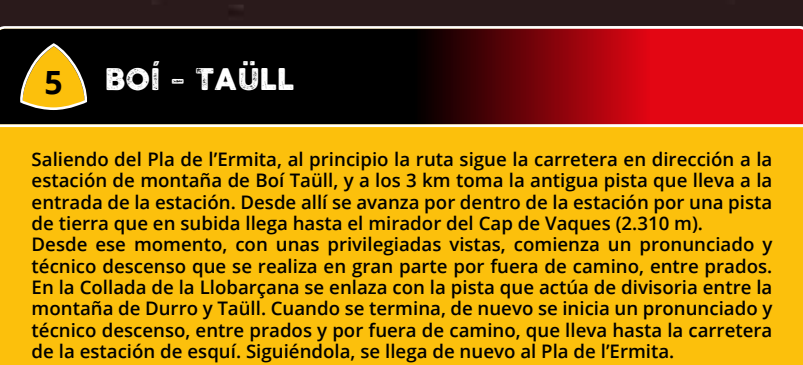 5 BOÍ - TAÜLL
Saliendo del Pla de l'Ermita, al principio la ruta sigue la carretera en dirección a la
estación de montaña de Boí Taüll, y a los 3 km toma la antigua pista que lleva a la
entrada de la estación. Desde allí se avanza por dentro de la estación por una pista
de tierra que en subida llega hasta el mirador del Cap de Vaques (2.310 m).
Desde ese momento, con unas privilegiadas vistas, comienza un pronunciado y
técnico descenso que se realiza en gran parte por fuera de camino, entre prados.
En la Collada de la Llobarçana se enlaza con la pista que actúa de divisoria entre la
montaña de Durro y Taüll. Cuando se termina, de nuevo se inicia un pronunciado y
técnico descenso, entre prados y por fuera de camino, que lleva hasta la carretera
de la estación de esquí. Siguiéndola, se llega de nuevo al Pla de l'Ermita.